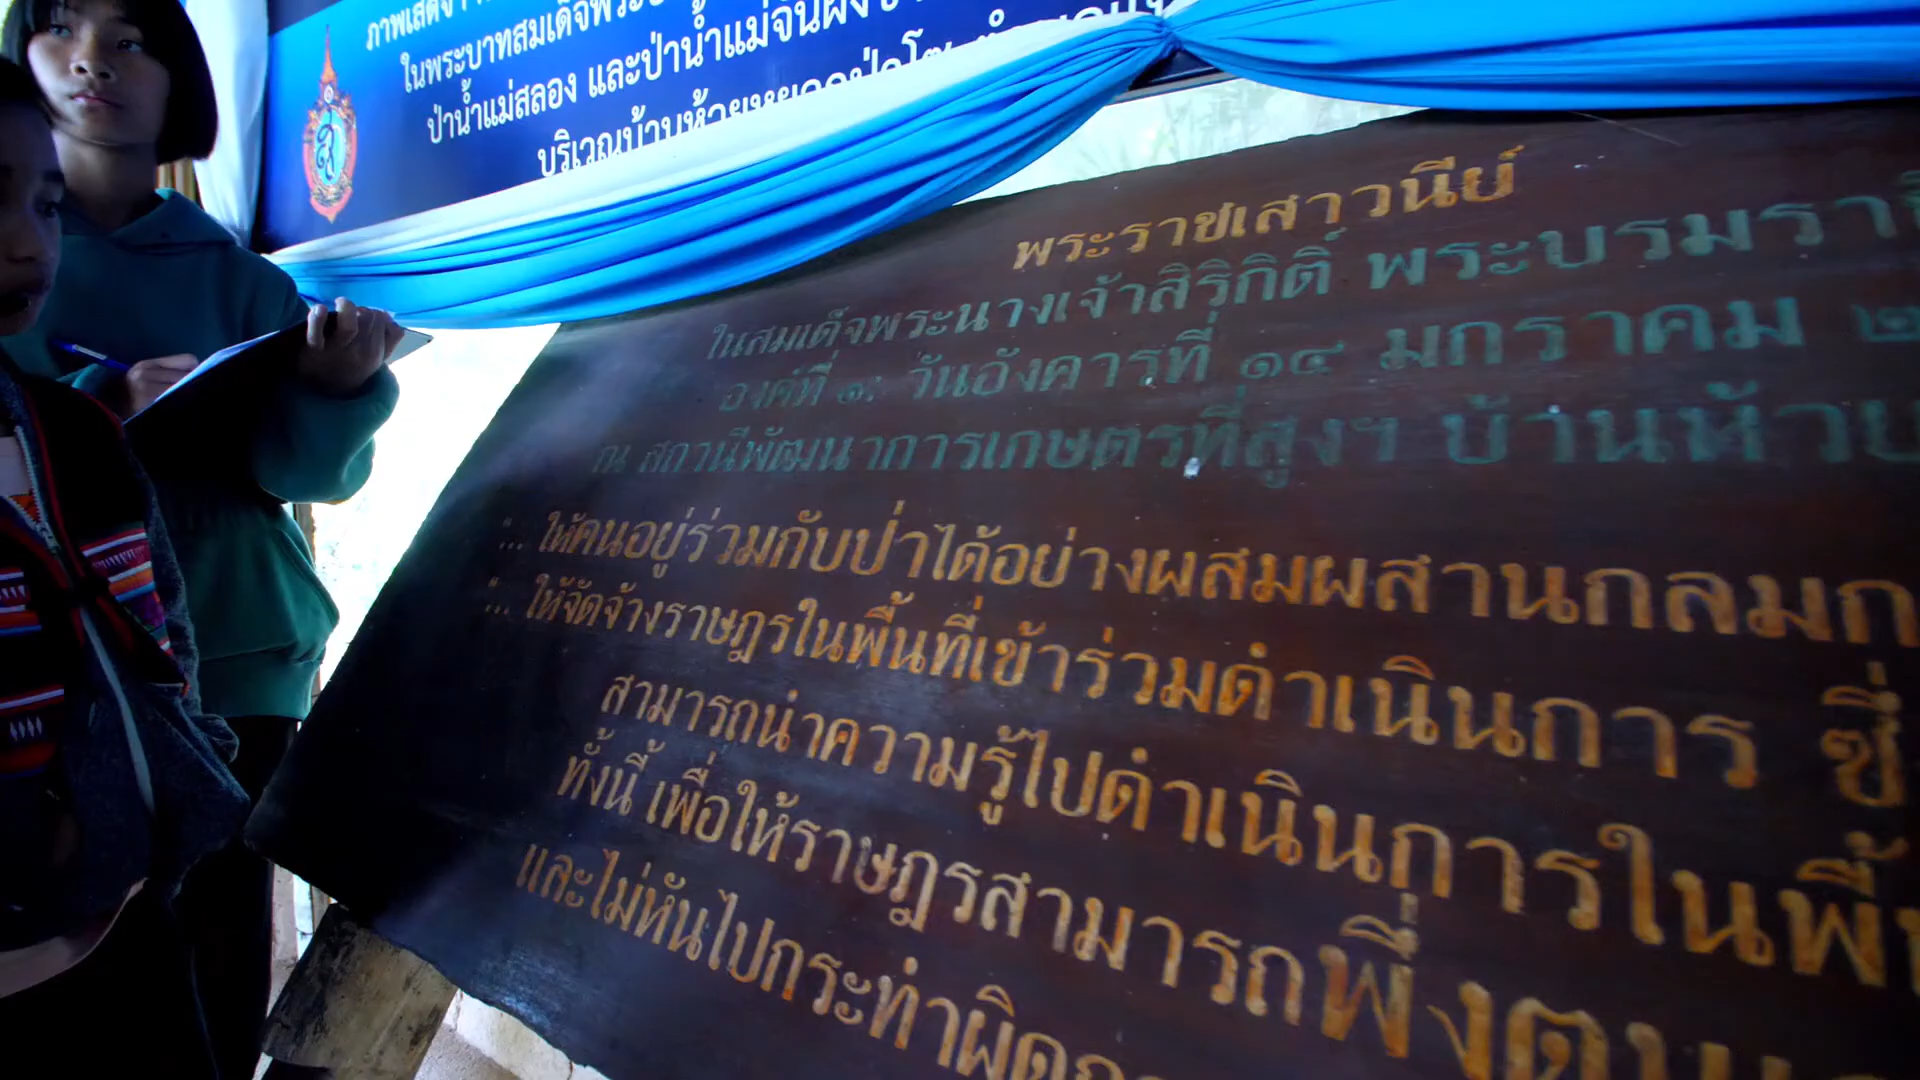 ในพระบาทสมเด็จพระ
ป่าน้ำแม่สลอง และป่าน้ำแม่จันฝั่ง
บริเวณบ้านห้วยหยวกป่าโซ
พระราชเสาวนีย์
ในสมเด็จพระนางเจ้าสิริกิติ์ พระบรมราชิ
องค์ที่ ๑. วันอังคารที่ ๑๔ มกราคม ๒
ณ สถานีพัฒนาการเกษตรที่สูงฯ บ้านห้วย
"... ให้คนอยู่ร่วมกับป่าได้อย่างผสมผสานกลมก
"... ให้จัดจ้างราษฎรในพื้นที่เข้าร่วมดำเนินการ ซึ่
สามารถนำความรู้ไปดำเนินการในพื้น
ทั้งนี้ เพื่อให้ราษฎรสามารถพึ่งตน
และไม่หันไปกระทำผิดก